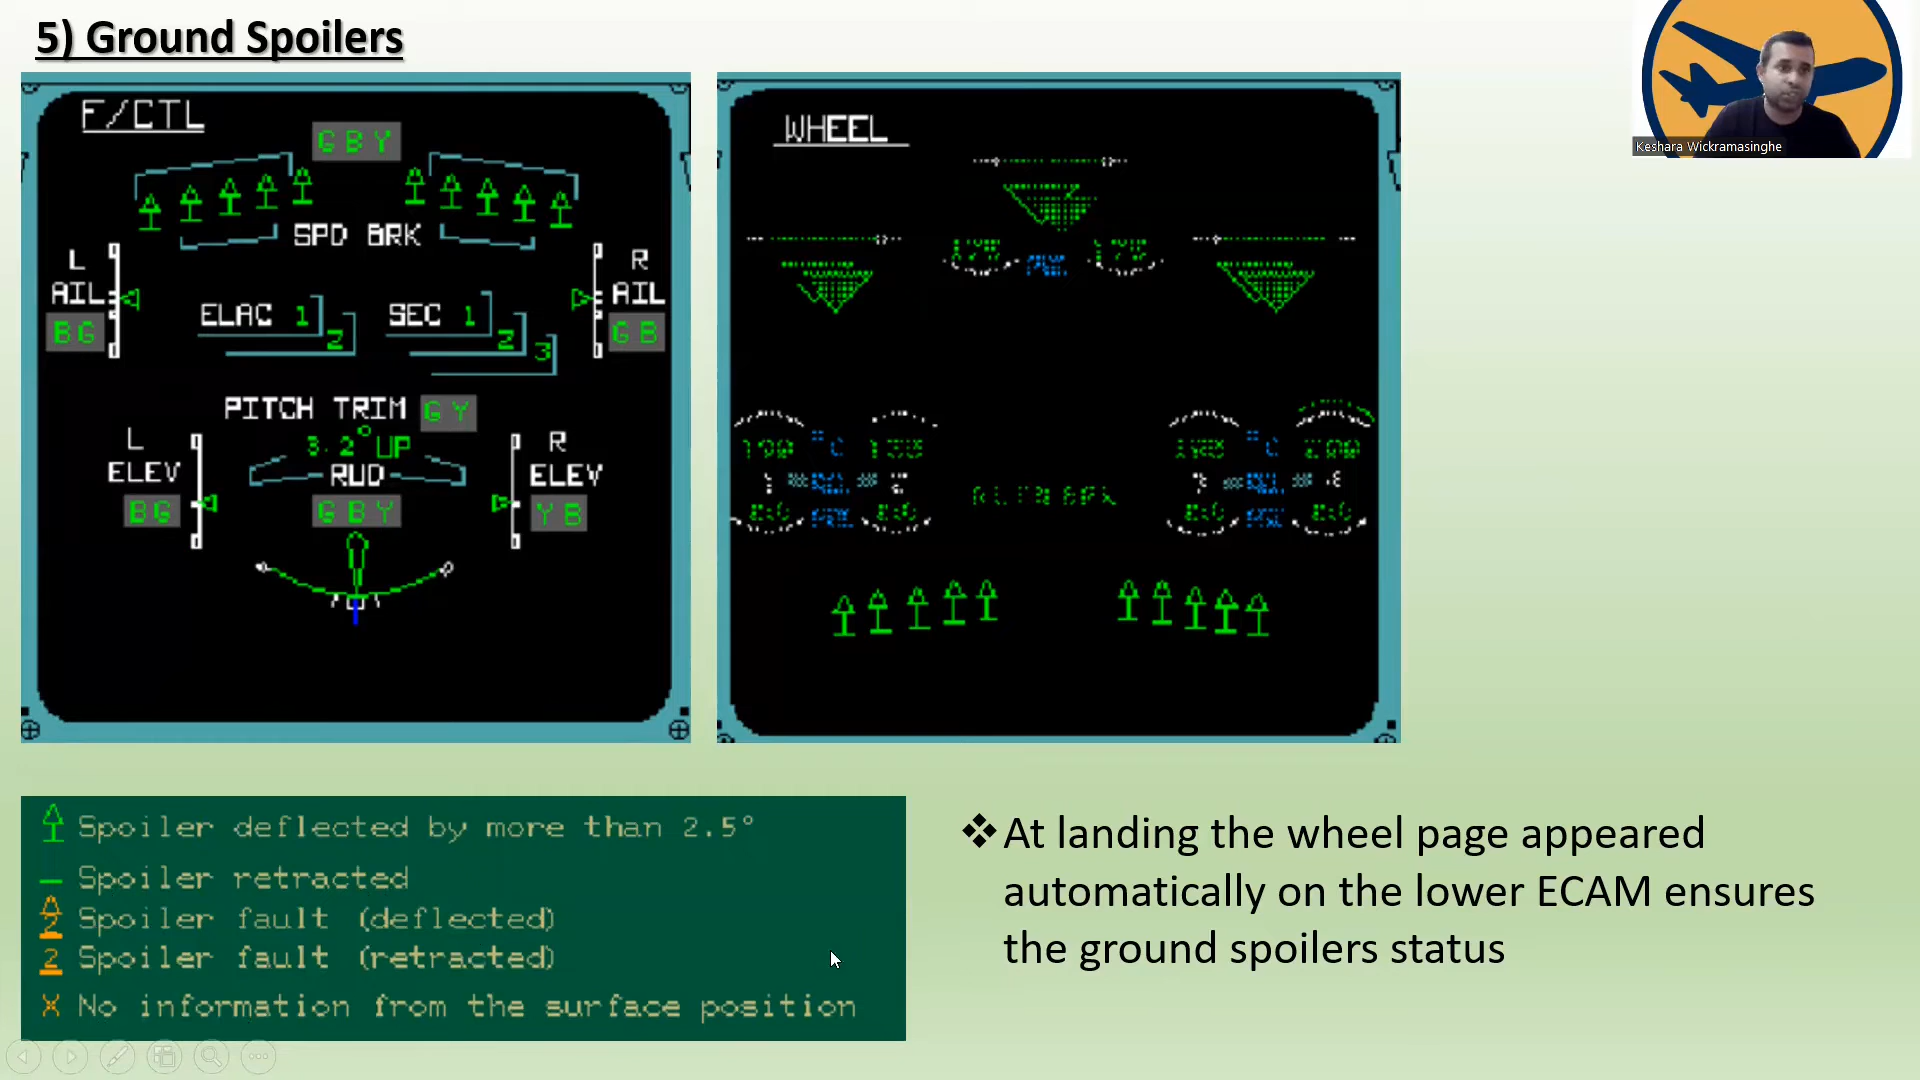 5) Ground Spoilers
Keshara Wickramasinghe
F/CTL
G B Y
SPD BRK
L
AIL
B G
R
AIL
G B
ELAC 1
2
SEC 1
2
3
PITCH TRIM G Y
3.2° UP
L
ELEV
B G
RUD
G B Y
R
ELEV
Y B
WHEEL
°C
°C
Spoiler deflected by more than 2.5°
Spoiler retracted
2 Spoiler fault (deflected)
2 Spoiler fault (retracted)
X No information from the surface position
❖At landing the wheel page appeared
automatically on the lower ECAM ensures
the ground spoilers status